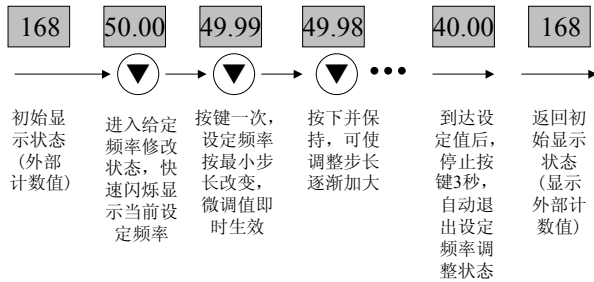 168
50.00
49.99
49.98
40.00
168
初始显
示状态
(外部
计数值)
进入给定
频率修改
状态，快
速闪烁显
示当前设
定频率
按键一次，
设定频率
按最小步
长改变，
微调值即
时生效
按下并保
持，可使
调整步长
逐渐加大
到达设
定值后，
停止按
键3秒，
自动退
出设定
频率调
整状态
返回初
始显示
状态
(显示
外部计
数值)